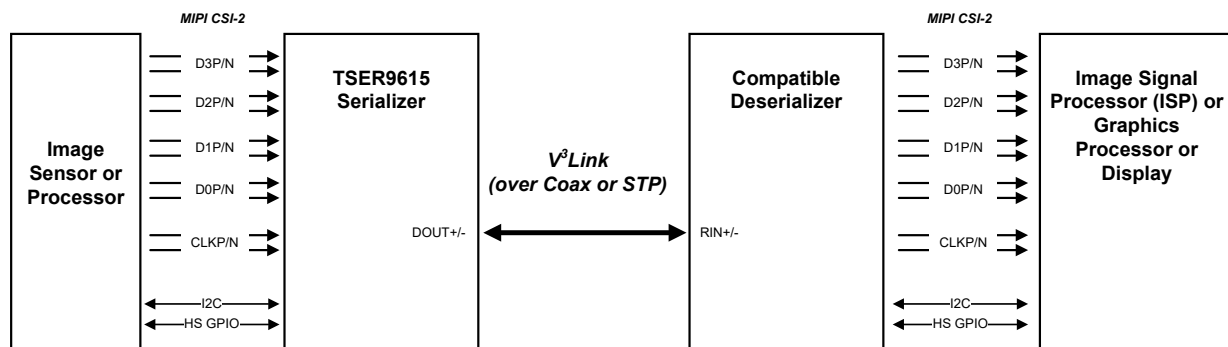 MIPI CSI-2
MIPI CSI-2
Image
Sensor or
Processor
D3P/N
D2P/N
D1P/N
D0P/N
CLKP/N
I2C
HS GPIO
TSER9615
Serializer
DOUT+/-
V³Link
(over Coax or STP)
Compatible
Deserializer
RIN+/-
D3P/N
D2P/N
D1P/N
D0P/N
CLKP/N
I2C
HS GPIO
Image Signal
Processor (ISP) or
Graphics
Processor or
Display